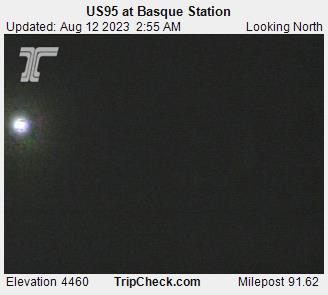 US95 at Basque Station
Updated: Aug 12 2023 2:55 AM Looking North
Elevation 4460 TripCheck.com Milepost 91.62